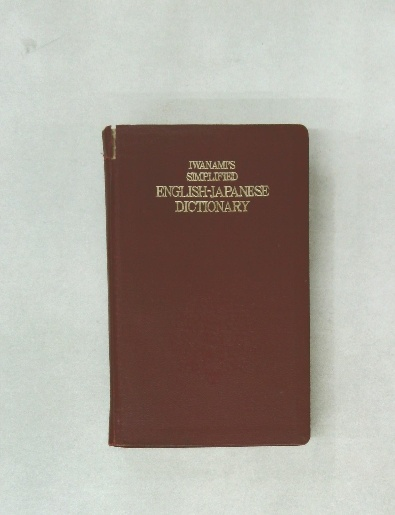 IWANAMI'S
SIMPLIFIED
ENGLISH-JAPANESE
DICTIONARY